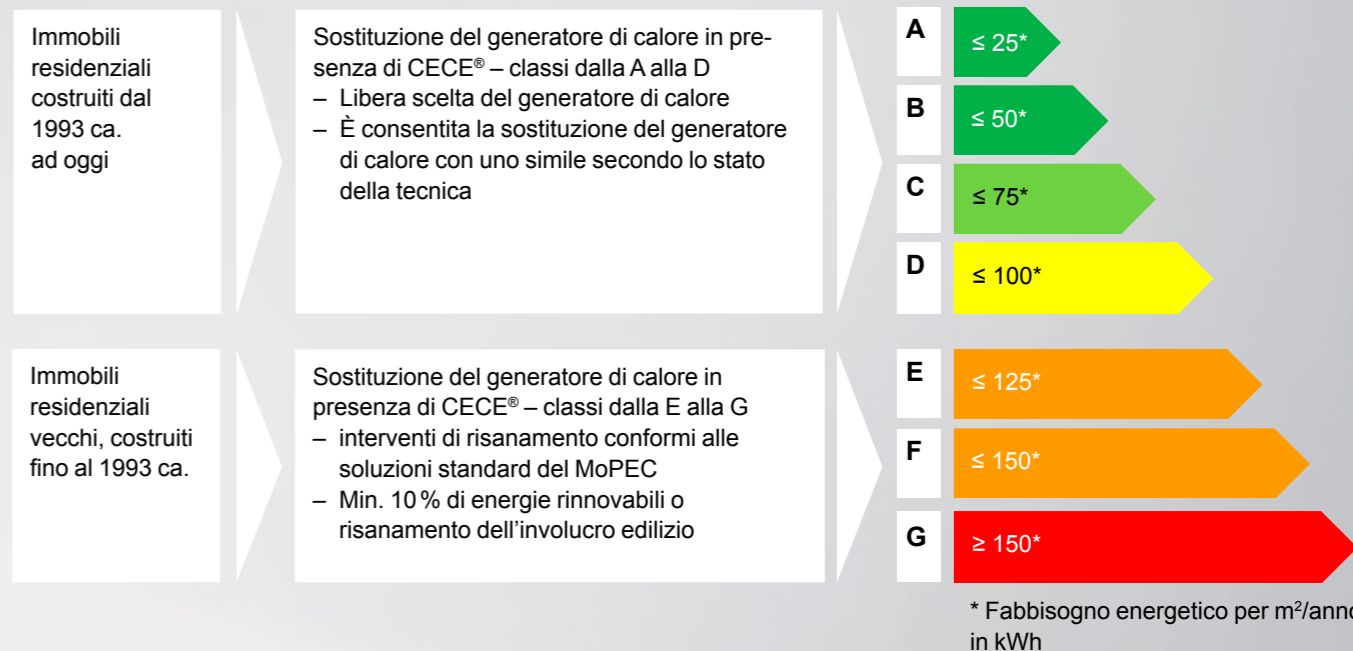 Immobili
residenziali
costruiti dal
1993 ca.
ad oggi
Sostituzione del generatore di calore in pre-
senza di CECE® – classi dalla A alla D
– Libera scelta del generatore di calore
– È consentita la sostituzione del generatore
di calore con uno simile secondo lo stato
della tecnica
A
≤ 25*
B
≤ 50*
C
≤ 75*
D
≤ 100*
Immobili
residenziali
vecchi, costruiti
fino al 1993 ca.
Sostituzione del generatore di calore in
presenza di CECE® – classi dalla E alla G
– interventi di risanamento conformi alle
soluzioni standard del MoPEC
– Min. 10 % di energie rinnovabili o
risanamento dell’involucro edilizio
E
≤ 125*
F
≤ 150*
G
≥ 150*
* Fabbisogno energetico per m²/anno
in kWh